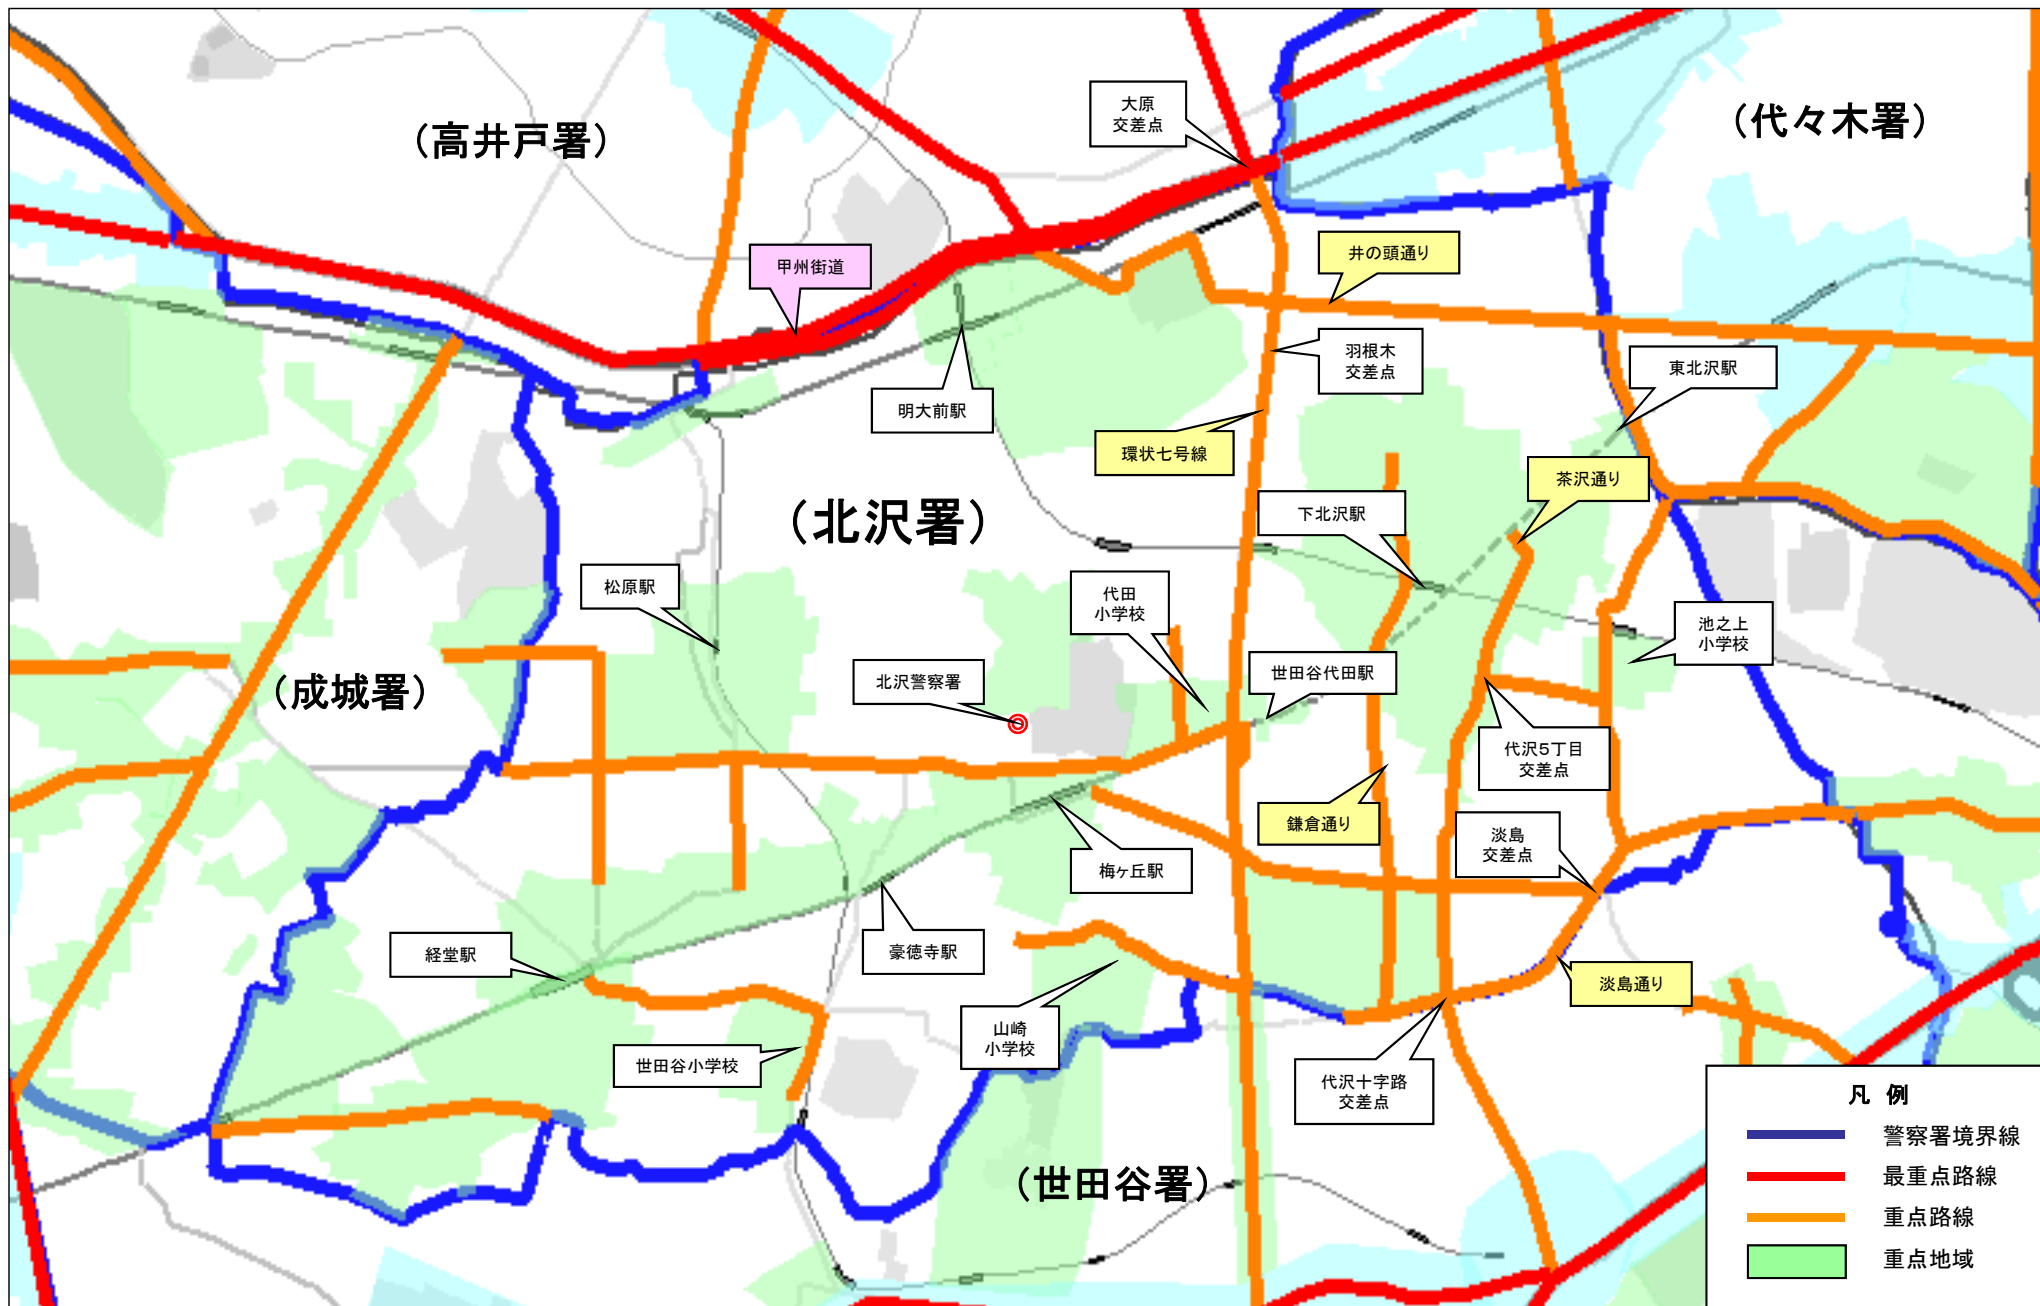 大原
交差点
（高井戸署）
（代々木署）
甲州街道
井の頭通り
羽根木
交差点
東北沢駅
明大前駅
環状七号線
茶沢通り
（北沢署）
下北沢駅
松原駅
代田
小学校
池之上
小学校
（成城署）
北沢警察署
世田谷代田駅
代沢5丁目
交差点
鎌倉通り
淡島
交差点
梅ヶ丘駅
経堂駅
豪徳寺駅
淡島通り
山崎
小学校
世田谷小学校
代沢十字路
交差点
（世田谷署）
凡 例
警察署境界線
最重点路線
重点路線
重点地域